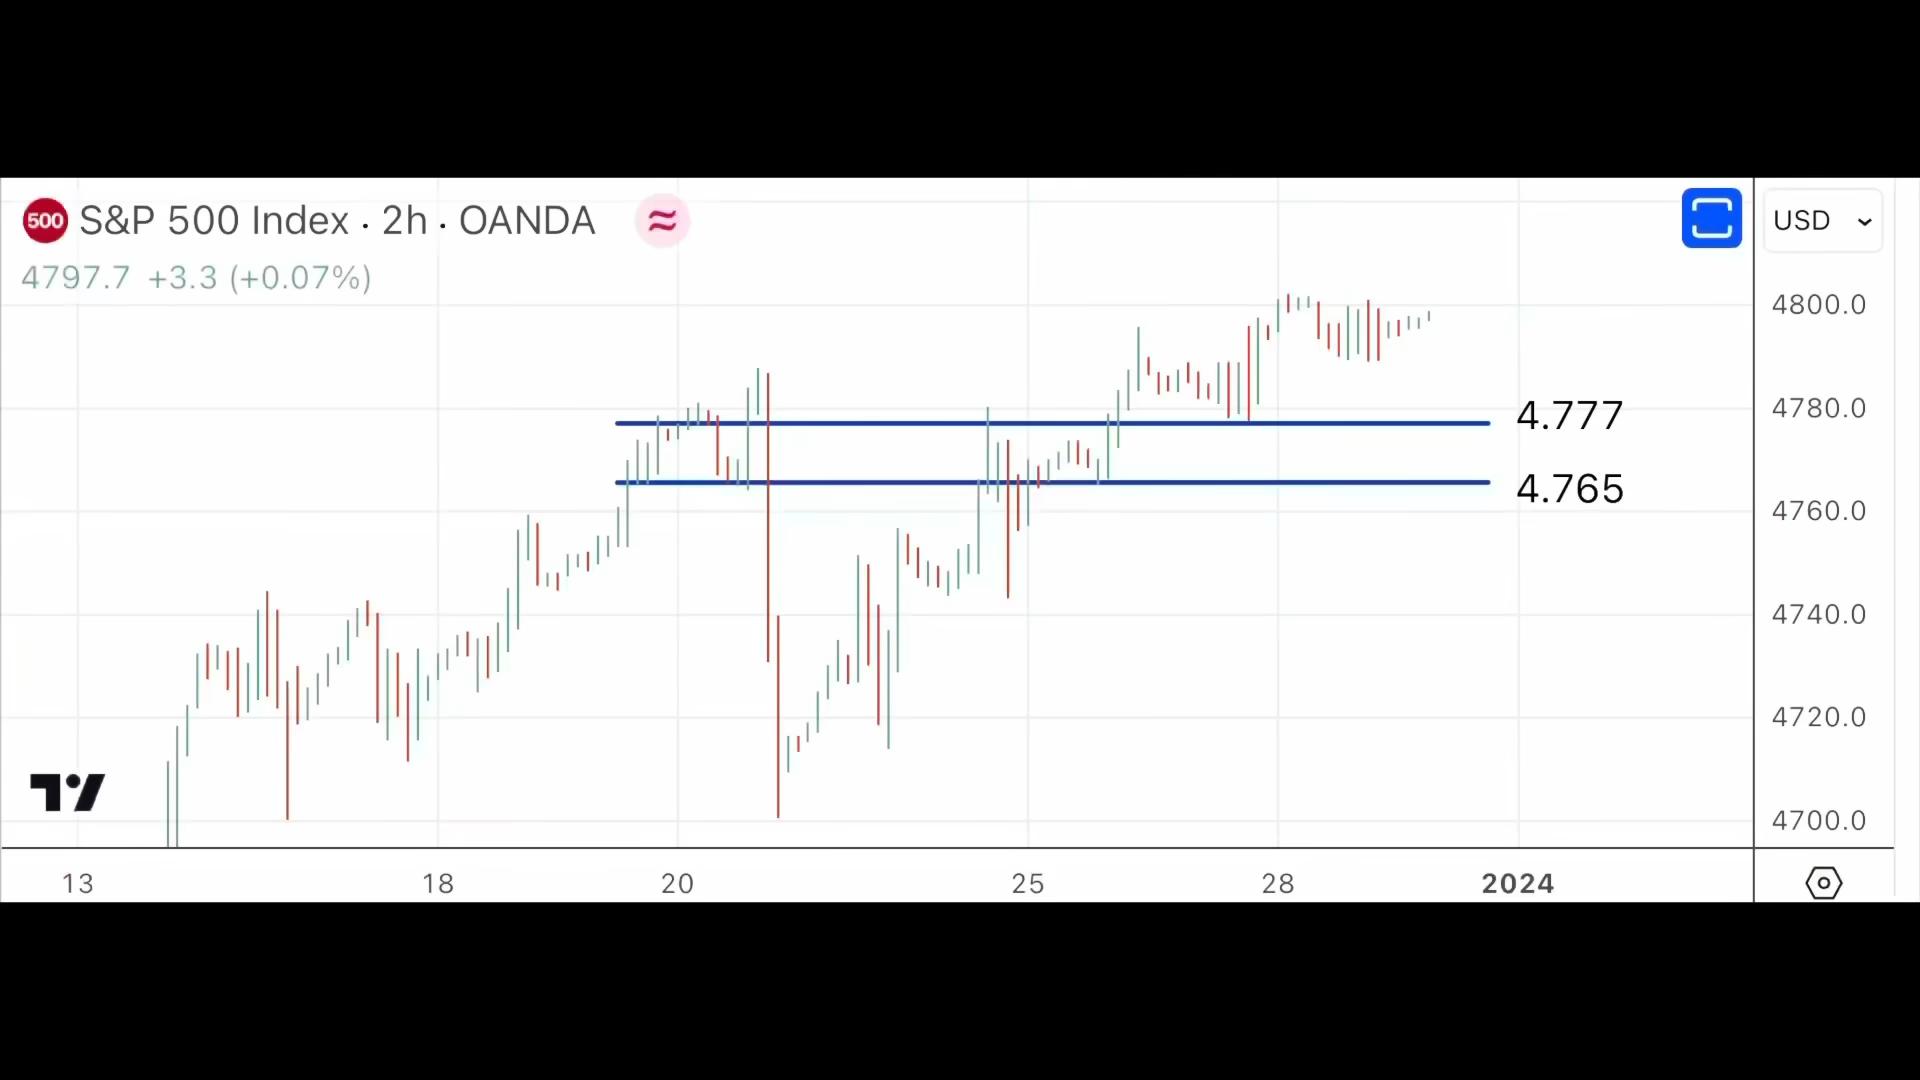 500 S&P 500 Index · 2h · OANDA ≈
USD
4797.7 +3.3 (+0.07%)
4800.0
4.777
4780.0
4.765
4760.0
4740.0
4720.0
4700.0
13 18 20 25 28 2024